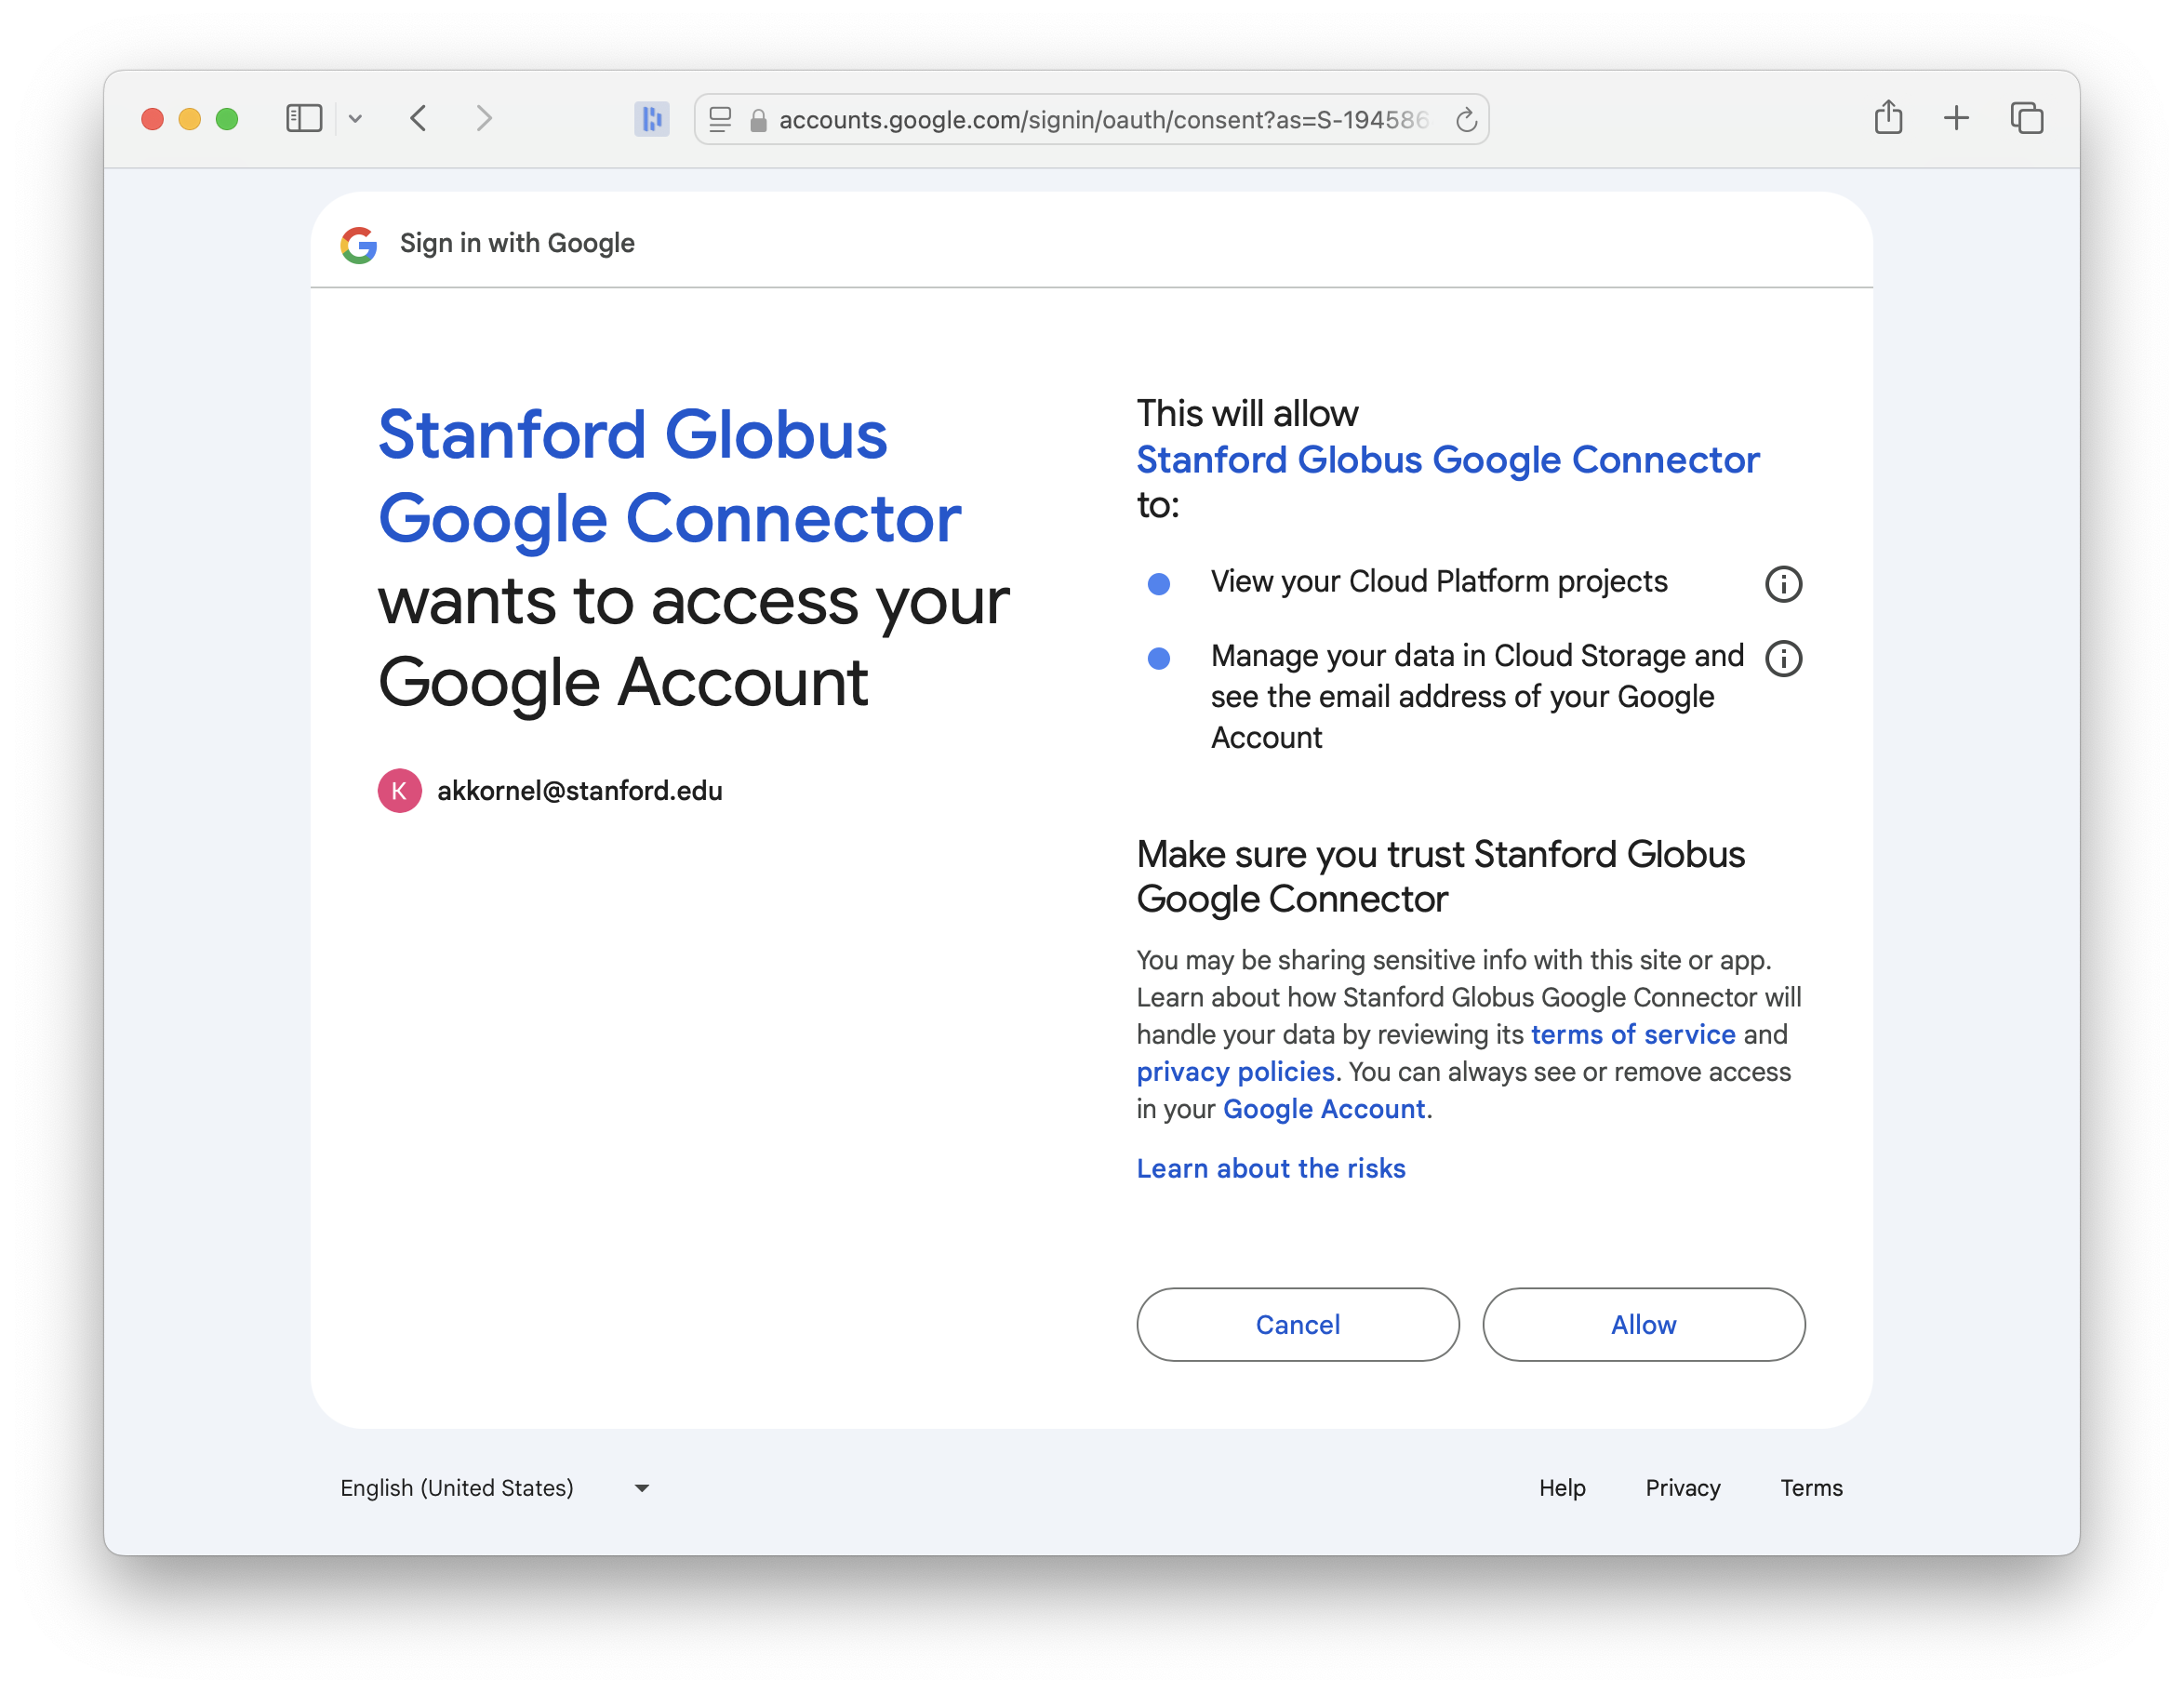 accounts.google.com/signin/oauth/consent?as=S-194586
Sign in with Google
Stanford Globus
Google Connector
wants to access your
Google Account
K akkornel@stanford.edu
This will allow
Stanford Globus Google Connector
to:
View your Cloud Platform projects
Manage your data in Cloud Storage and
see the email address of your Google
Account
Make sure you trust Stanford Globus
Google Connector
You may be sharing sensitive info with this site or app.
Learn about how Stanford Globus Google Connector will
handle your data by reviewing its terms of service and
privacy policies. You can always see or remove access
in your Google Account.
Learn about the risks
Cancel Allow
English (United States) Help Privacy Terms